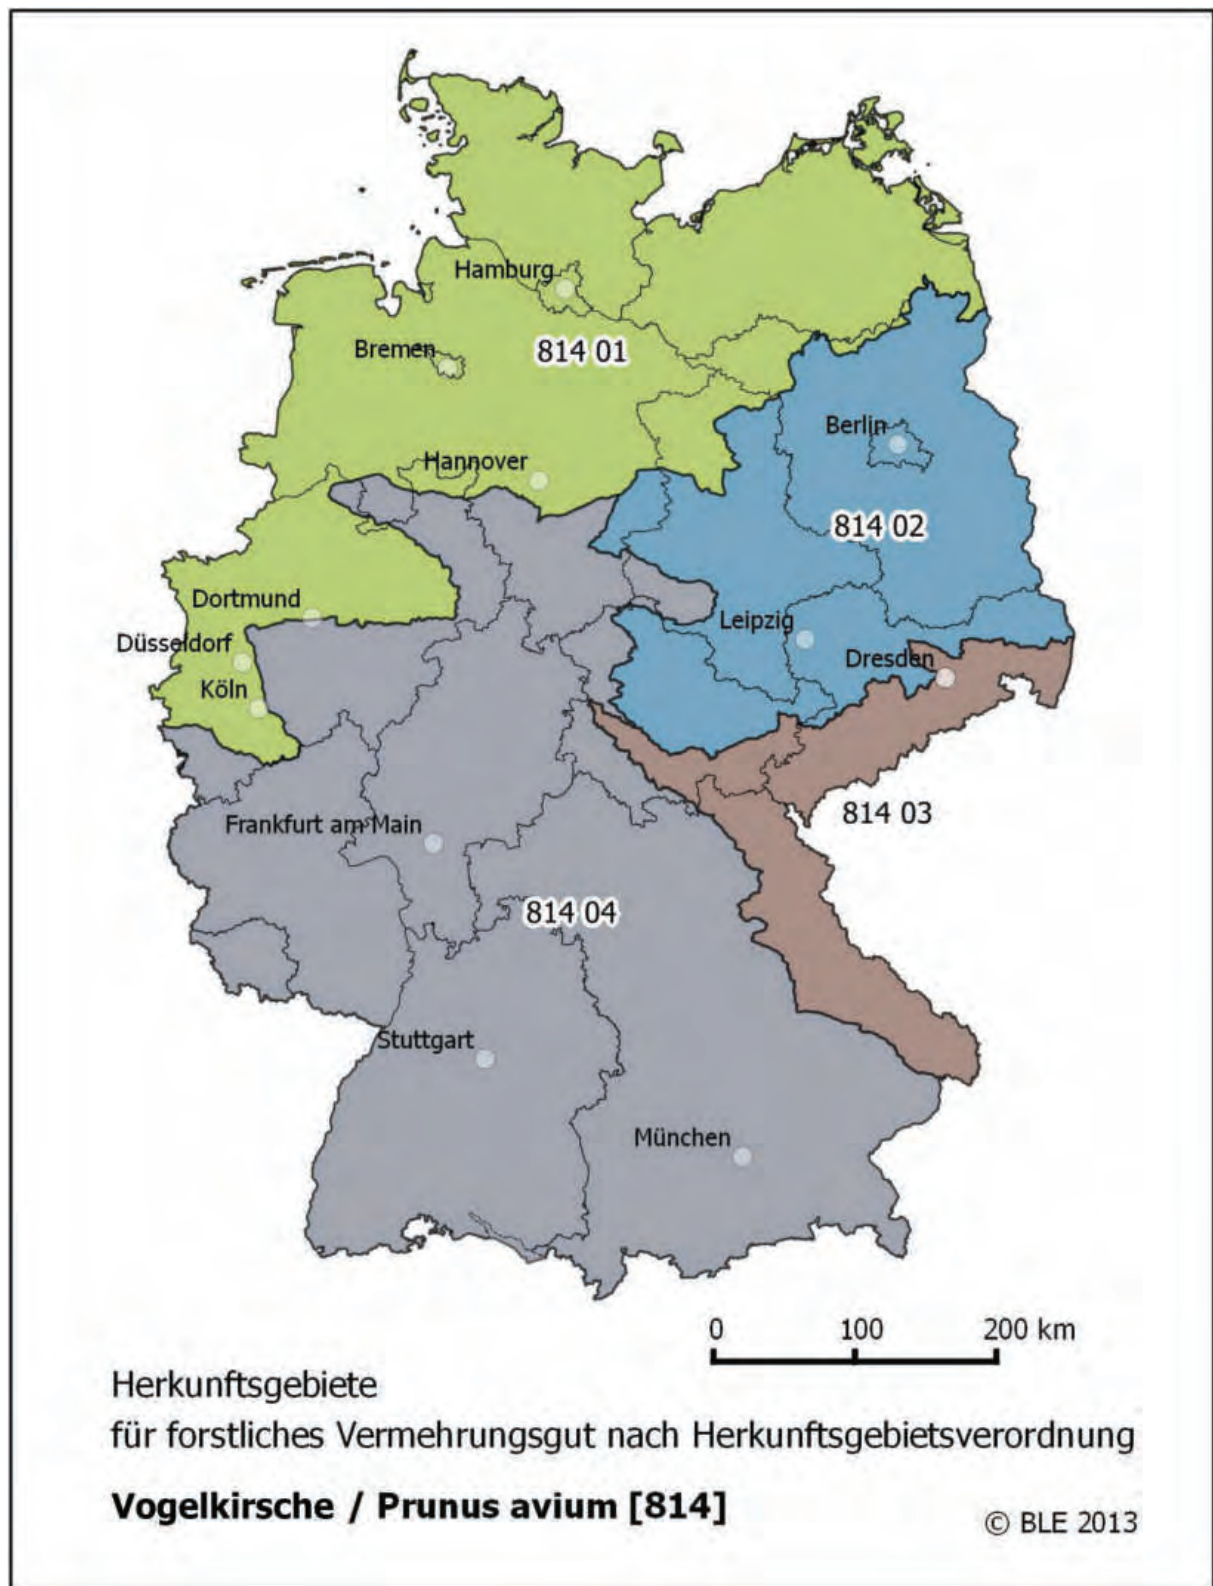 Hamburg
Bremen
814 01
Berlin
Hannover
814 02
Dortmund
Leipzig
Düsseldorf
Dresden
Köln
814 03
Frankfurt am Main
814 04
Stuttgart
München
0 100 200 km
Herkunftsgebiete
für forstliches Vermehrungsgut nach Herkunftsgebietsverordnung
Vogelkirsche / Prunus avium [814]
© BLE 2013